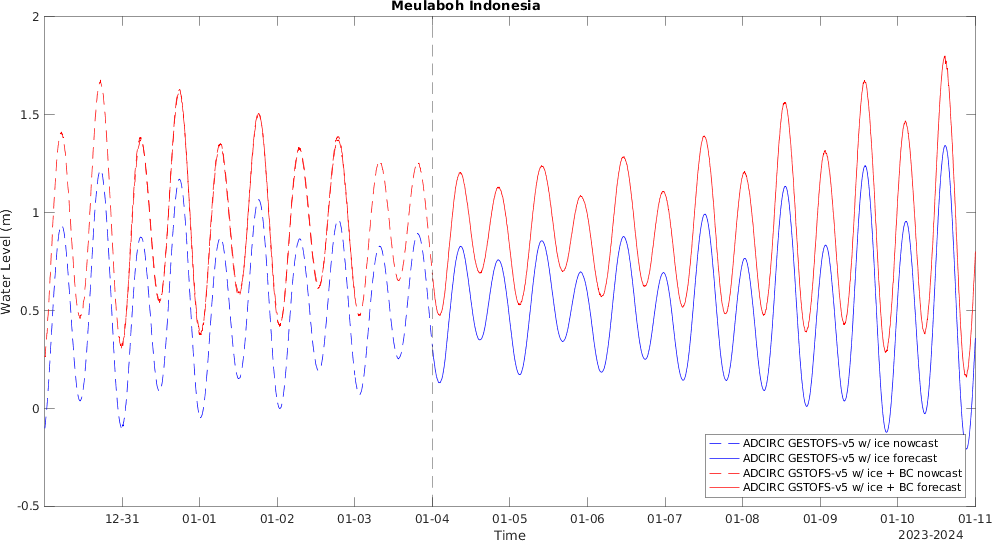 Meulaboh Indonesia
2
1.5
1
0.5
0
-0.5
Water Level (m)
ADCIRC GESTOFS-v5 w/ ice nowcast
ADCIRC GESTOFS-v5 w/ ice forecast
ADCIRC GSTOFS-v5 w/ ice + BC nowcast
ADCIRC GSTOFS-v5 w/ ice + BC forecast
12-31 01-01 01-02 01-03 01-04 01-05 01-06 01-07 01-08 01-09 01-10 01-11
Time
2023-2024